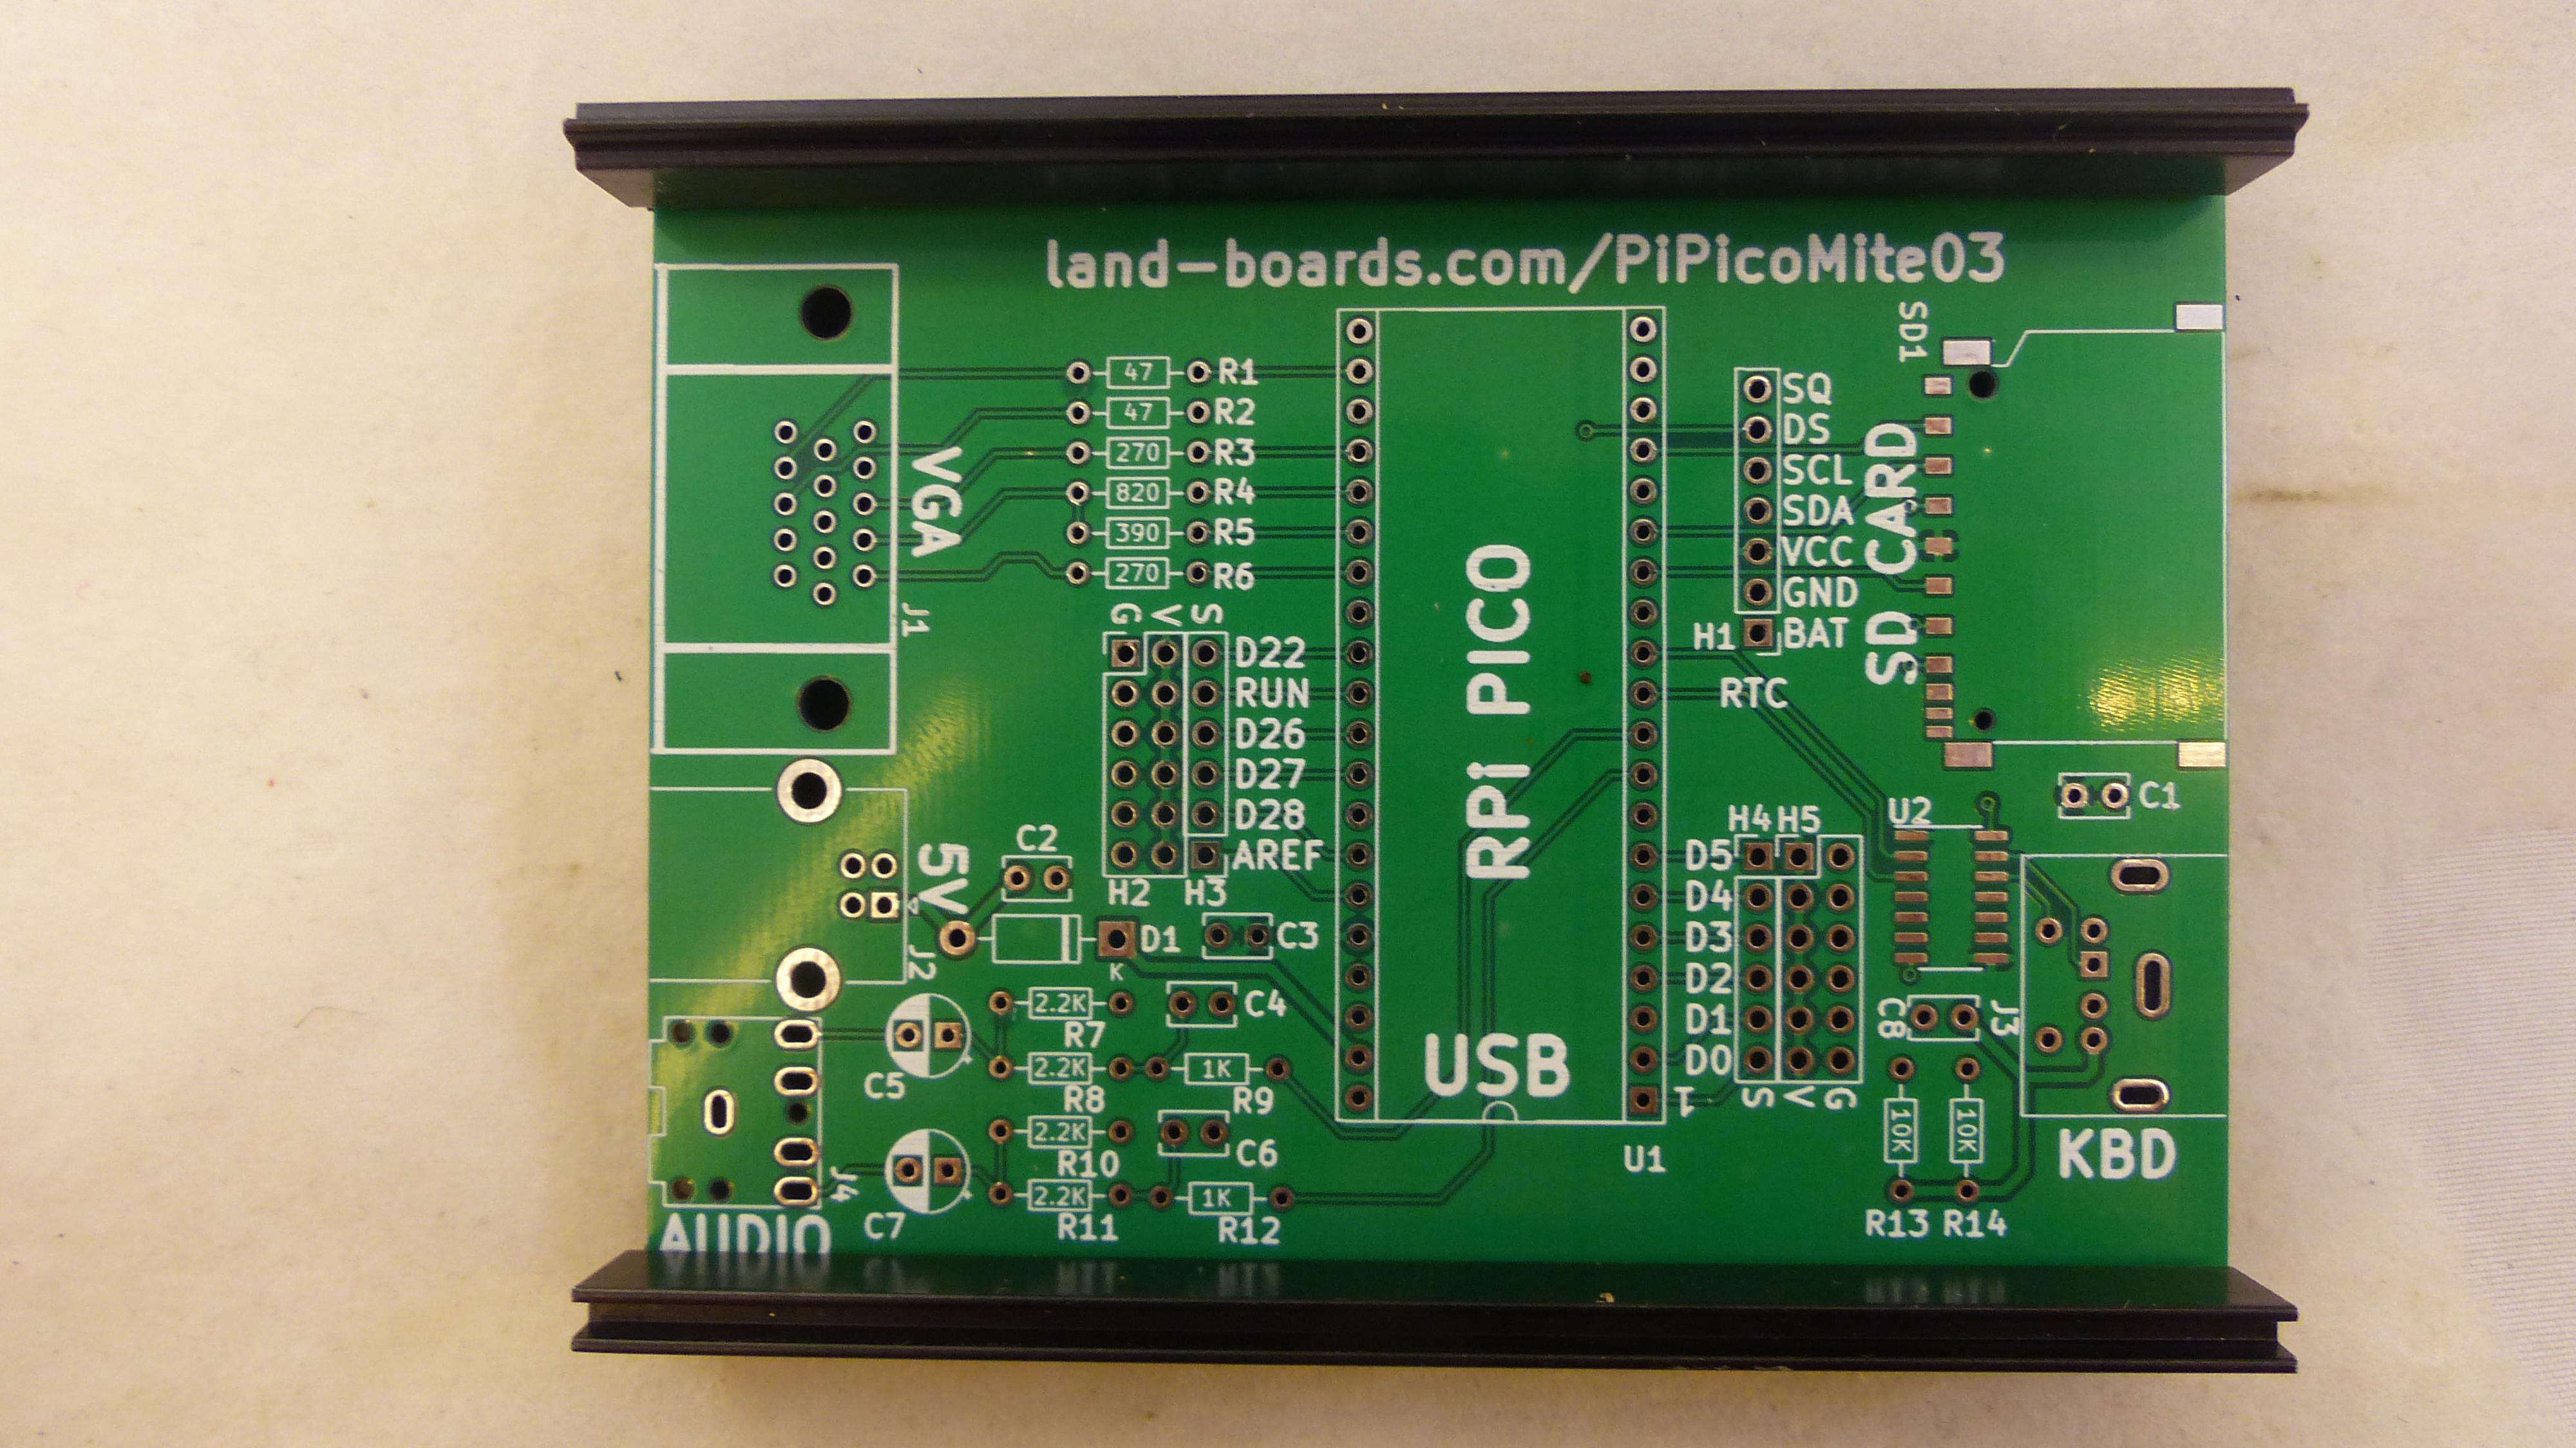 land-boards.com/PiPicoMite03
SD1
47 R1
47 R2
270 R3
820 R4
390 R5
270 R6
VGA
J1
SQ
DS
SCL
SDA
VCC
GND
H1 BAT
SD CARD
RPi PICO
G V S
D22
RUN
D26
D27
D28
AREF
H2 H3
RTC
C1
U2
H4 H5
D5
D4
D3
D2
D1
D0
1
S V G
5V
C2
J2
D1
K
C3
C4
2.2K
R7
C5
2.2K
R8
1K
R9
2.2K
R10
C6
C7
2.2K
R11
1K
R12
J4
AUDIO
USB
U1
C8
J3
10K
10K
R13 R14
KBD